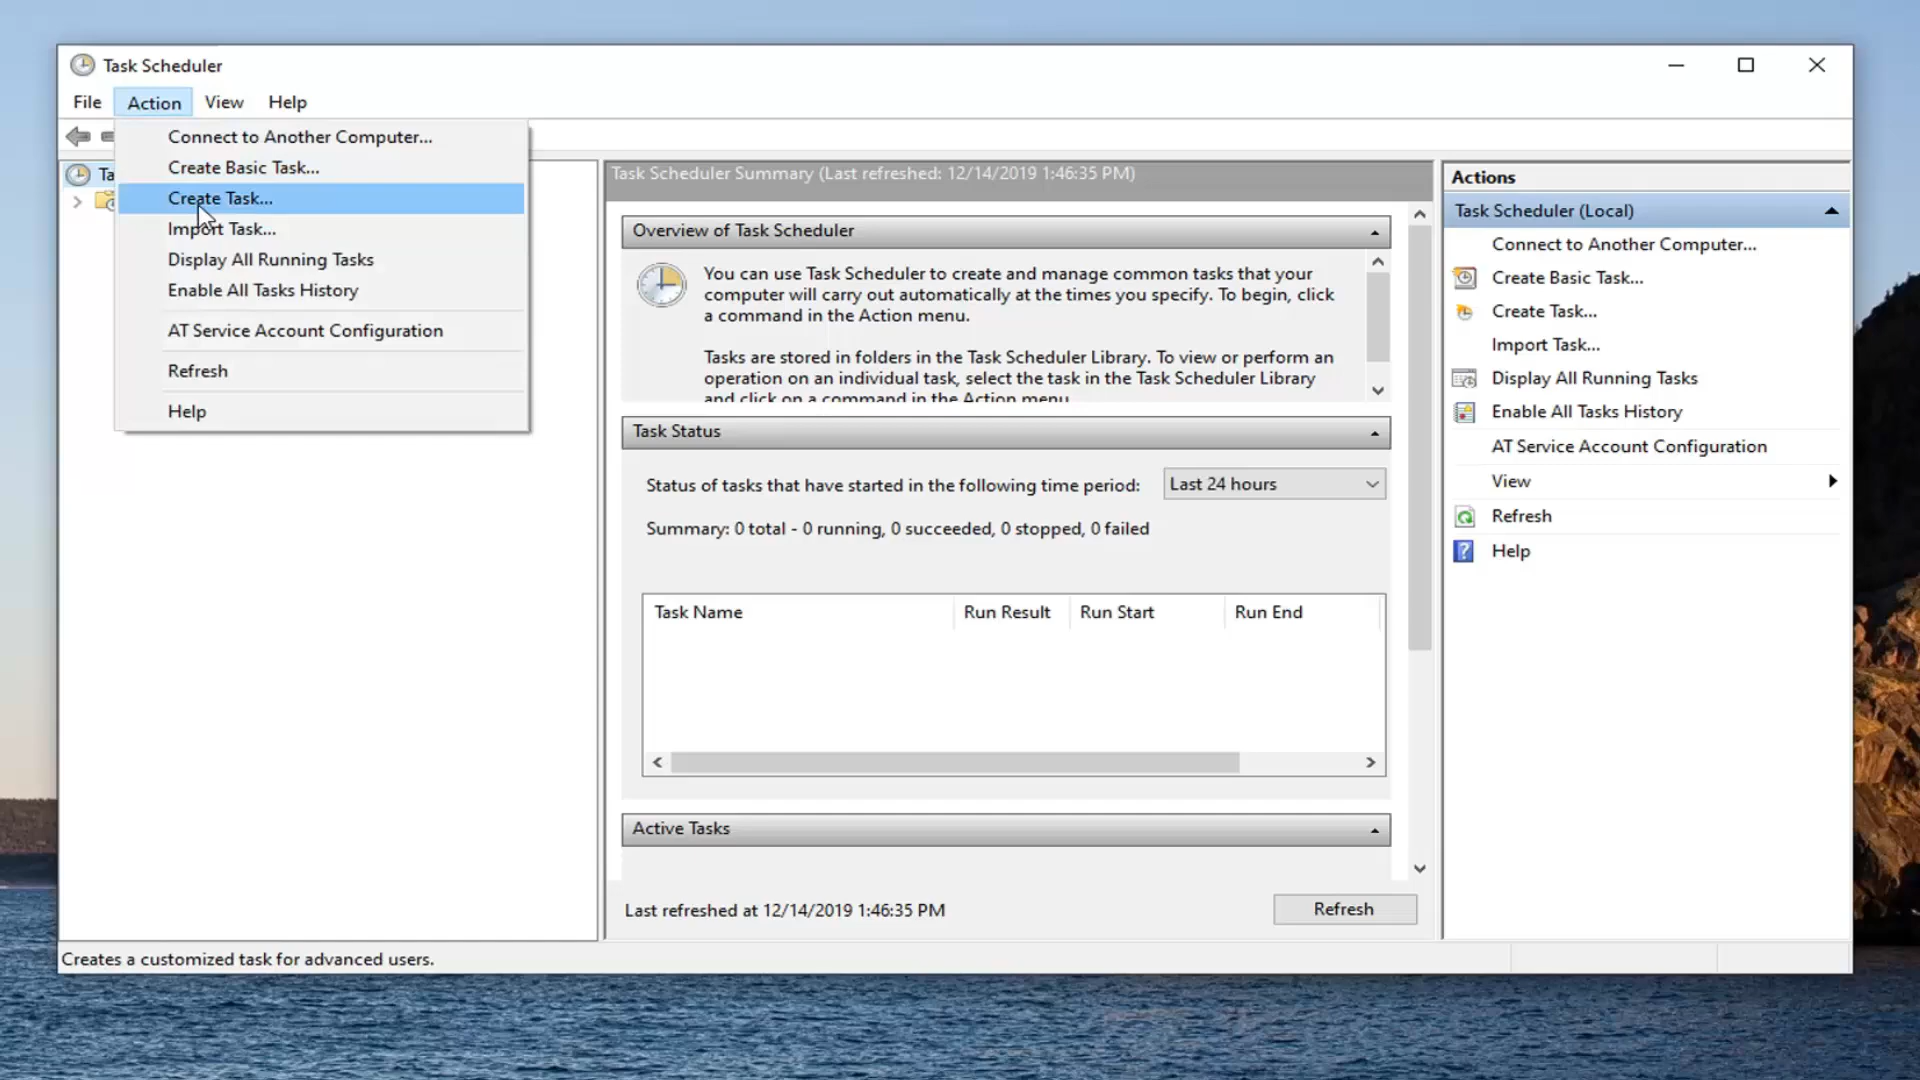 Task Scheduler
File Action View Help
Connect to Another Computer...
Create Basic Task...
Create Task...
Import Task...
Display All Running Tasks
Enable All Tasks History
AT Service Account Configuration
Refresh
Help
Ta
Task Scheduler Summary (Last refreshed: 12/14/2019 1:46:35 PM)
Overview of Task Scheduler
You can use Task Scheduler to create and manage common tasks that your
computer will carry out automatically at the times you specify. To begin, click
a command in the Action menu.
Tasks are stored in folders in the Task Scheduler Library. To view or perform an
operation on an individual task, select the task in the Task Scheduler Library
and click on a command in the Action menu.
Task Status
Status of tasks that have started in the following time period: Last 24 hours
Summary: 0 total - 0 running, 0 succeeded, 0 stopped, 0 failed
Task Name Run Result Run Start Run End
Active Tasks
Last refreshed at 12/14/2019 1:46:35 PM Refresh
Actions
Task Scheduler (Local)
Connect to Another Computer...
Create Basic Task...
Create Task...
Import Task...
Display All Running Tasks
Enable All Tasks History
AT Service Account Configuration
View
Refresh
Help
Creates a customized task for advanced users.